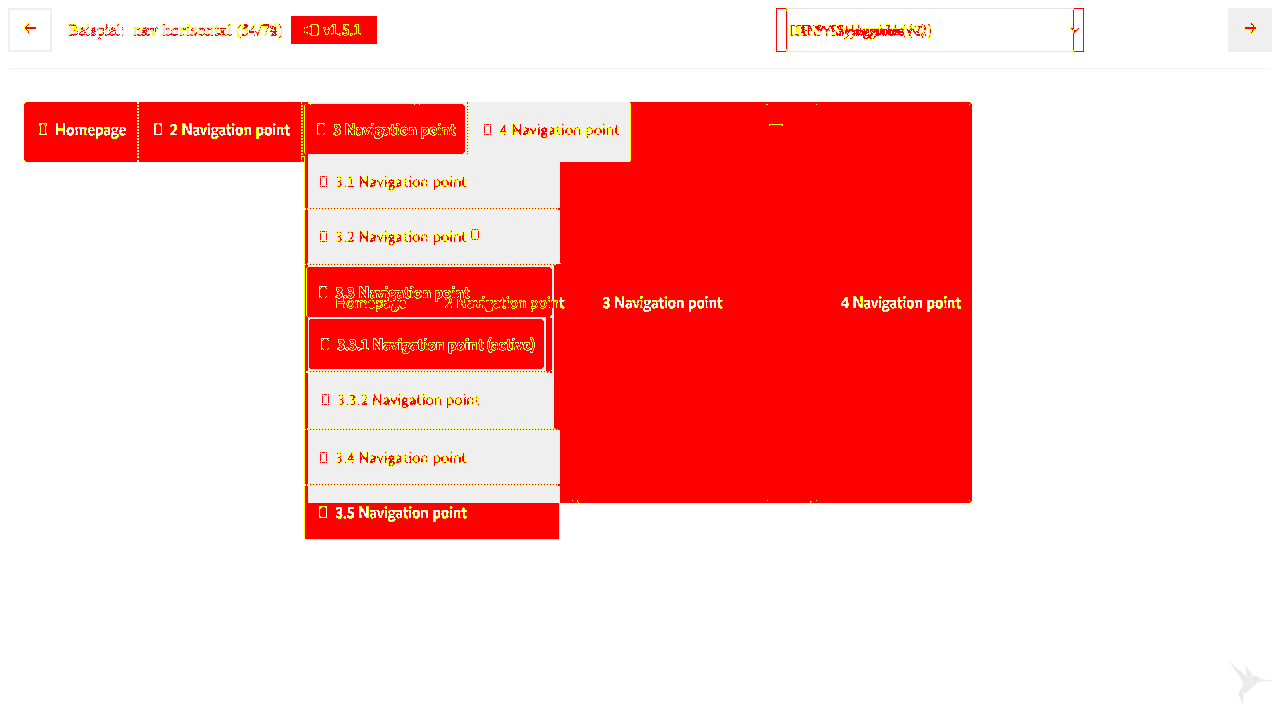 ← Beispiel: nav horizontal (54/79) v1.5.1 →
Homepage 2 Navigation point 3 Navigation point 4 Navigation point
3.1 Navigation point
3.2 Navigation point
3.3 Navigation point
Homepage 2 Navigation point 3 Navigation point 4 Navigation point
3.3.1 Navigation point (active)
3.3.2 Navigation point
3.4 Navigation point
3.5 Navigation point